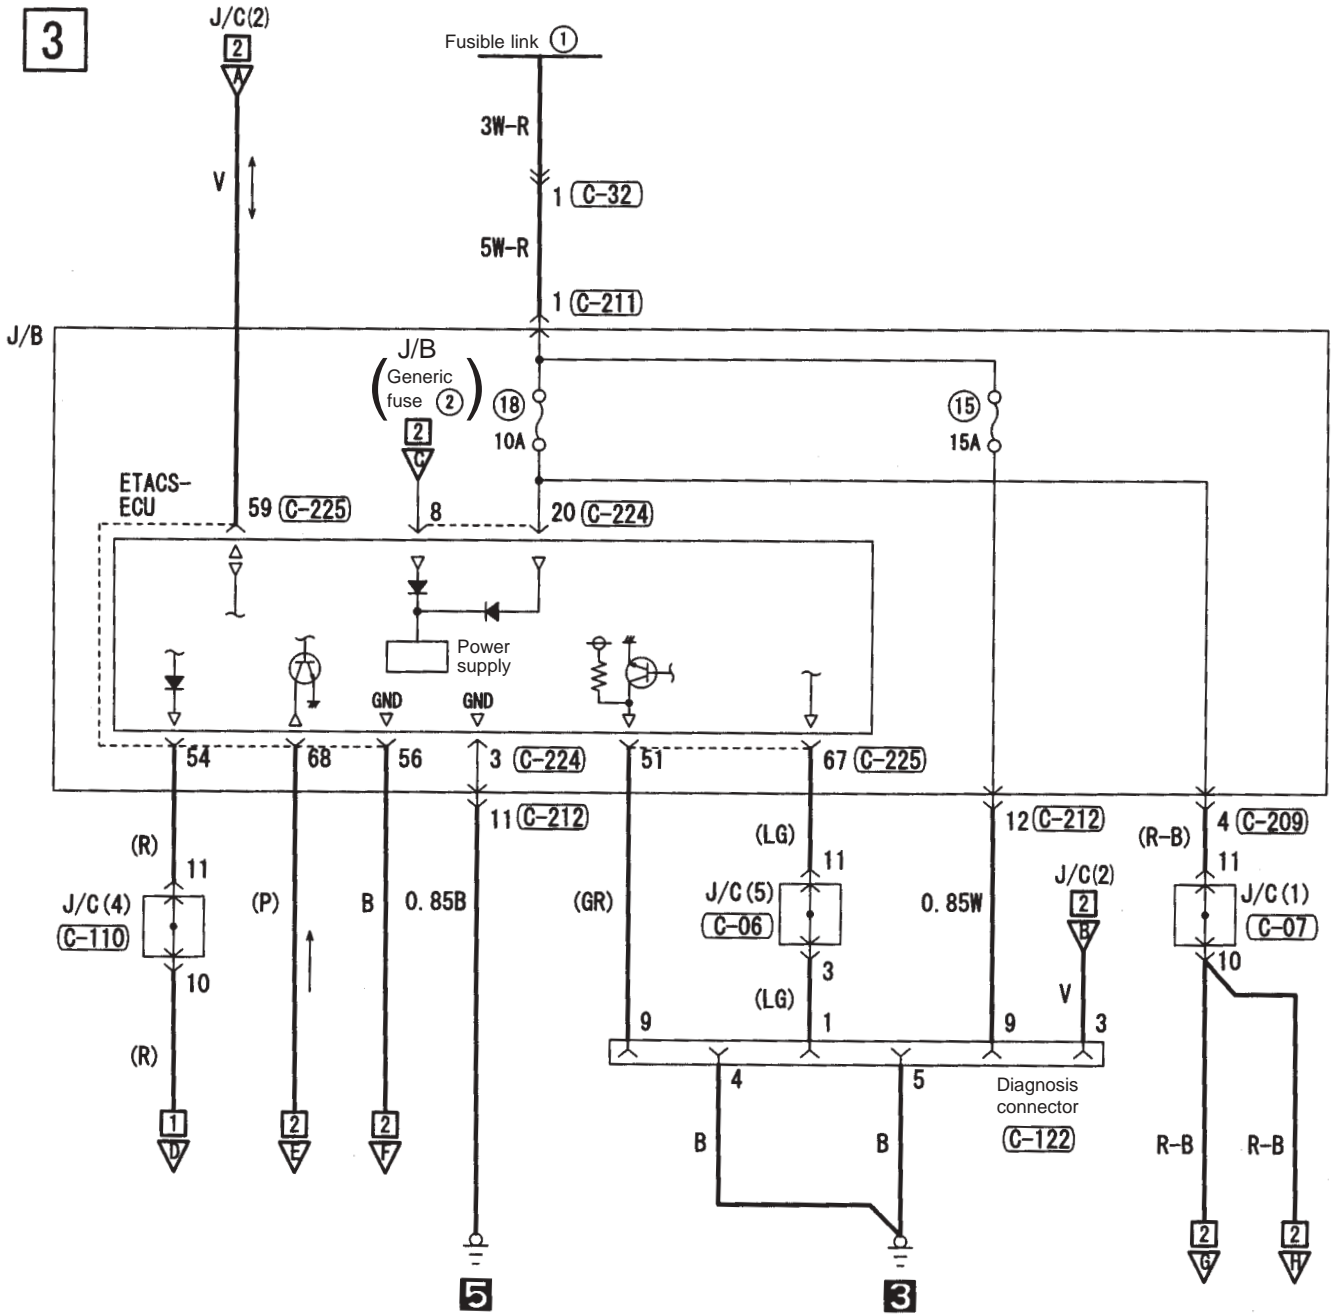 3
J/C(2)
2
A
Fusible link 1
3W-R
V
1 C-32
5W-R
1 C-211
J/B
J/B
Generic
fuse 2
18
10A
15
15A
2
C
ETACS-
ECU
59 C-225
8
20 C-224
Power
supply
GND
GND
54
68
56
3 C-224
51
67 C-225
11 C-212
12 C-212
4 C-209
(R)
(LG)
(R-B)
11
11
11
J/C(4)
C-110
(P)
B
0.85B
(GR)
J/C(5)
C-06
0.85W
J/C(2)
2
B
J/C(1)
C-07
10
3
10
(LG)
V
9
1
9
3
(R)
4
5
Diagnosis
connector
C-122
1
D
2
E
2
F
B
B
R-B
R-B
2
G
2
H
5
3